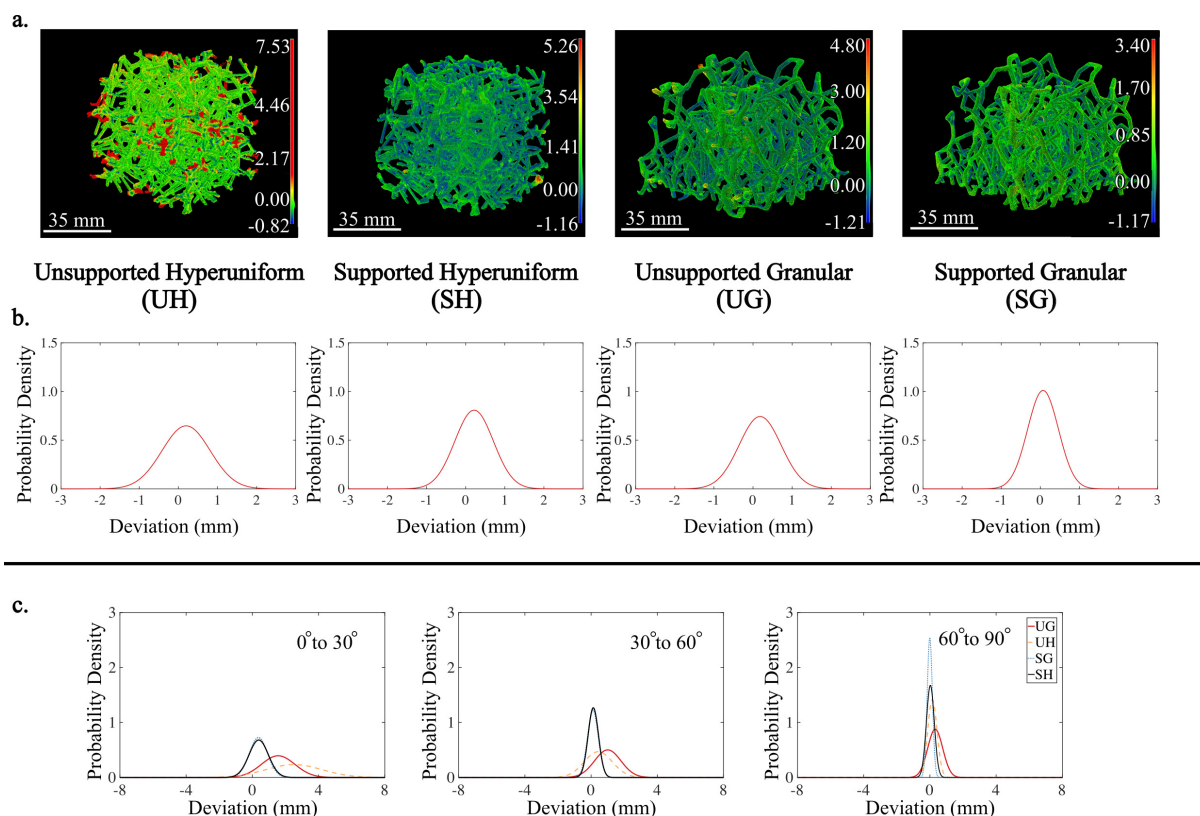 a.
7.53
4.46
2.17
0.00
-0.82
35 mm
5.26
3.54
1.41
0.00
-1.16
35 mm
4.80
3.00
1.20
0.00
-1.21
35 mm
3.40
1.70
0.85
0.00
-1.17
35 mm
Unsupported Hyperuniform
(UH)
Supported Hyperuniform
(SH)
Unsupported Granular
(UG)
Supported Granular
(SG)
b.
Probability Density
1.5
1.0
0.5
0
-3 -2 -1 0 1 2 3
Deviation (mm)
Probability Density
1.5
1.0
0.5
0
-3 -2 -1 0 1 2 3
Deviation (mm)
Probability Density
1.5
1
0.5
0
-3 -2 -1 0 1 2 3
Deviation (mm)
Probability Density
1.5
1.0
0.5
0
-3 -2 -1 0 1 2 3
Deviation (mm)
c.
Probability Density
3
2
1
0
0° to 30°
-8 -4 0 4 8
Deviation (mm)
Probability Density
3
2
1
0
30° to 60°
-8 -4 0 4 8
Deviation (mm)
Probability Density
3
2
1
0
60° to 90°
UG
UH
SG
SH
-8 -4 0 4 8
Deviation (mm)